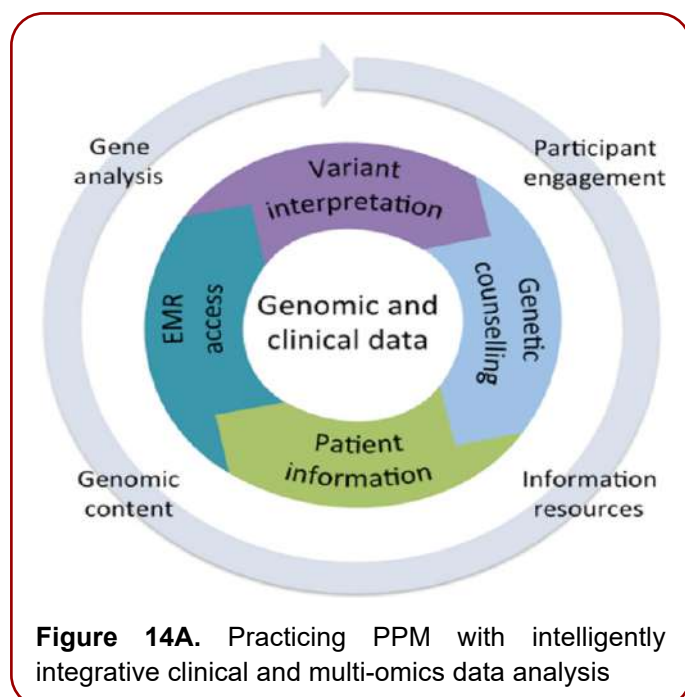 Gene
analysis
Participant
engagement
Variant
interpretation
EMR
access
Genomic and
clinical data
Genetic
counselling
Patient
information
Genomic
content
Information
resources
Figure 14A. Practicing PPM with intelligently
integrative clinical and multi-omics data analysis